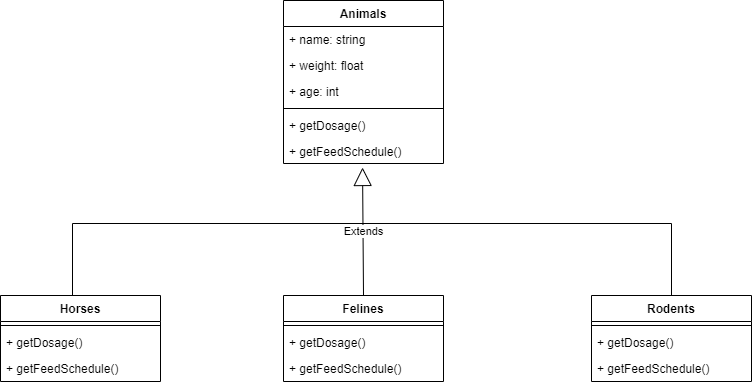 Animals
+ name: string
+ weight: float
+ age: int
+ getDosage()
+ getFeedSchedule()
Extends
Horses
+ getDosage()
+ getFeedSchedule()
Felines
+ getDosage()
+ getFeedSchedule()
Rodents
+ getDosage()
+ getFeedSchedule()